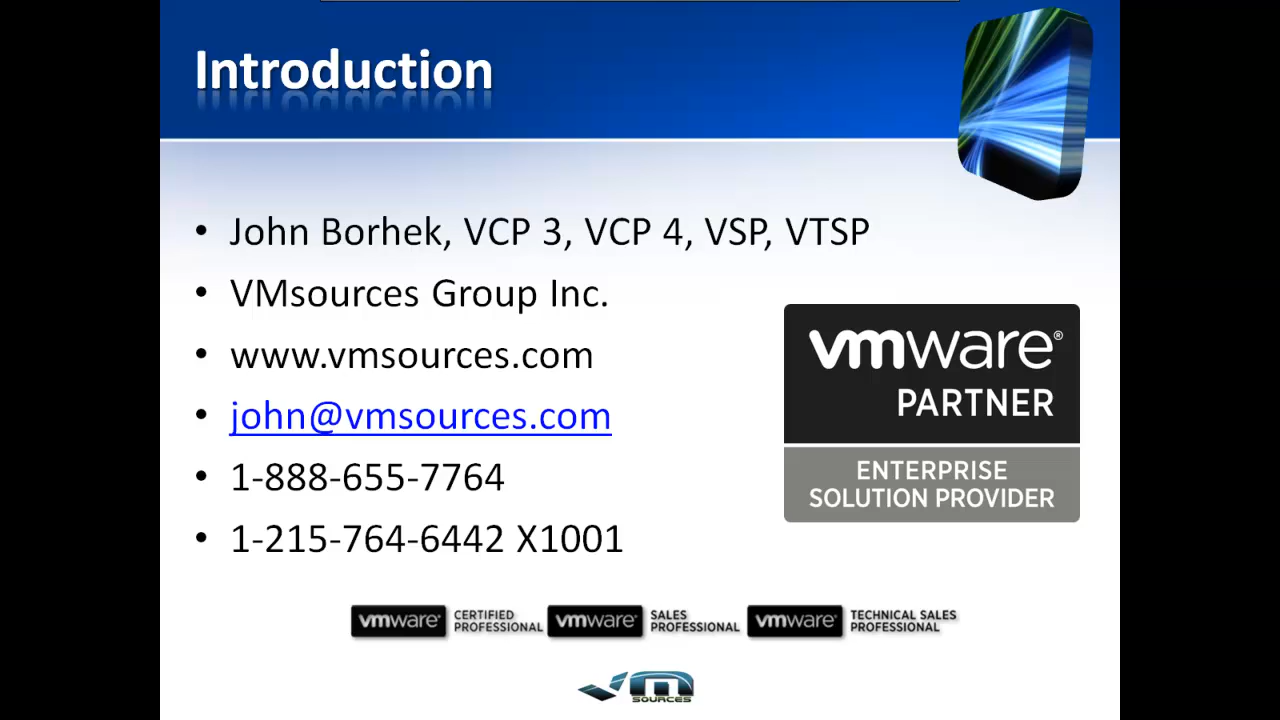 Introduction
• John Borhek, VCP 3, VCP 4, VSP, VTSP
• VMsources Group Inc.
• www.vmsources.com
• john@vmsources.com
• 1-888-655-7764
• 1-215-764-6442 X1001
vmware®
PARTNER
ENTERPRISE
SOLUTION PROVIDER
vmware CERTIFIED PROFESSIONAL
vmware SALES PROFESSIONAL
vmware TECHNICAL SALES PROFESSIONAL
VM
SOURCES